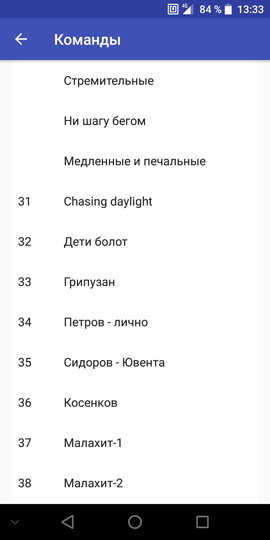 4G 84 % 13:33
Команды
Стремительные
Ни шагу бегом
Медленные и печальные
31 Chasing daylight
32 Дети болот
33 Грипузан
34 Петров - лично
35 Сидоров - Ювента
36 Косенков
37 Малахит-1
38 Малахит-2